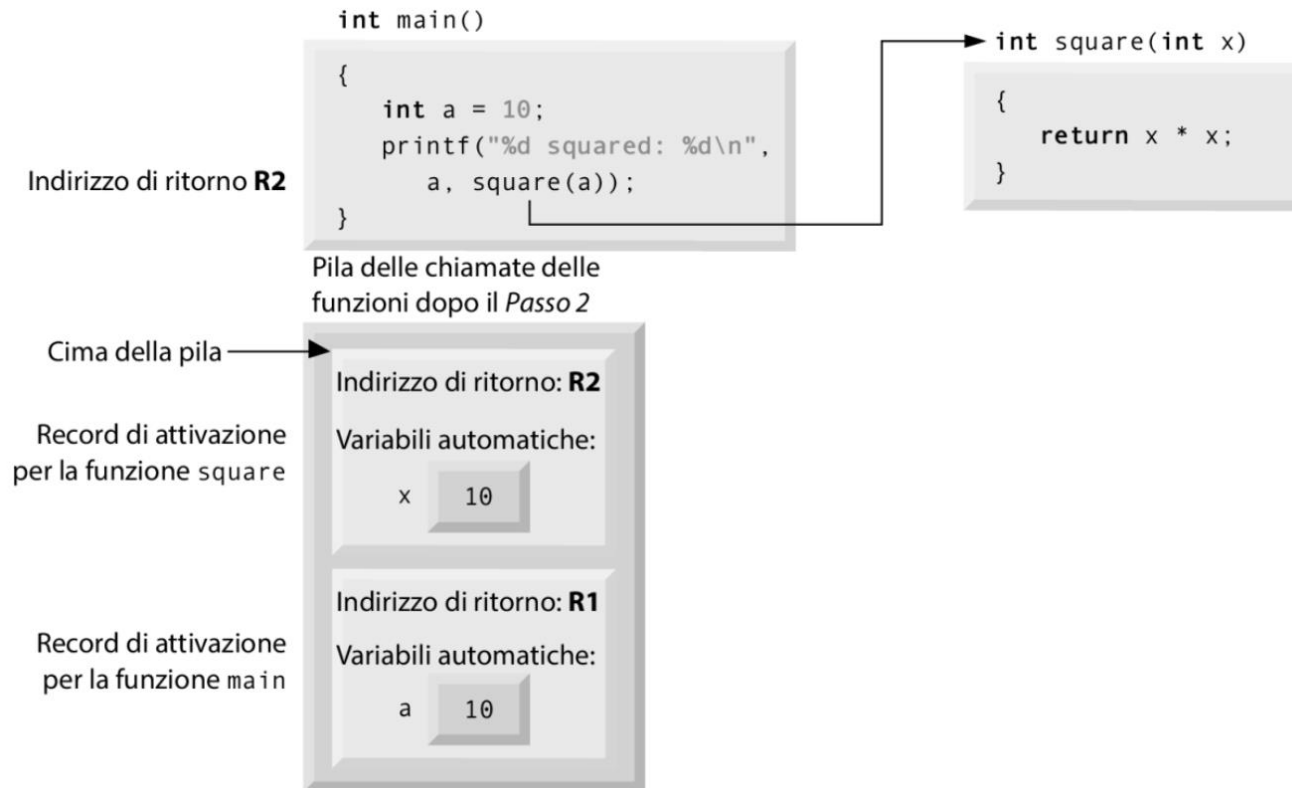 int main()
{
int a = 10;
printf("%d squared: %d\n",
a, square(a));
}
Indirizzo di ritorno R2
int square(int x)
{
return x * x;
}
Pila delle chiamate delle
funzioni dopo il Passo 2
Cima della pila
Indirizzo di ritorno: R2
Record di attivazione
per la funzione square
Variabili automatiche:
x 10
Indirizzo di ritorno: R1
Record di attivazione
per la funzione main
Variabili automatiche:
a 10